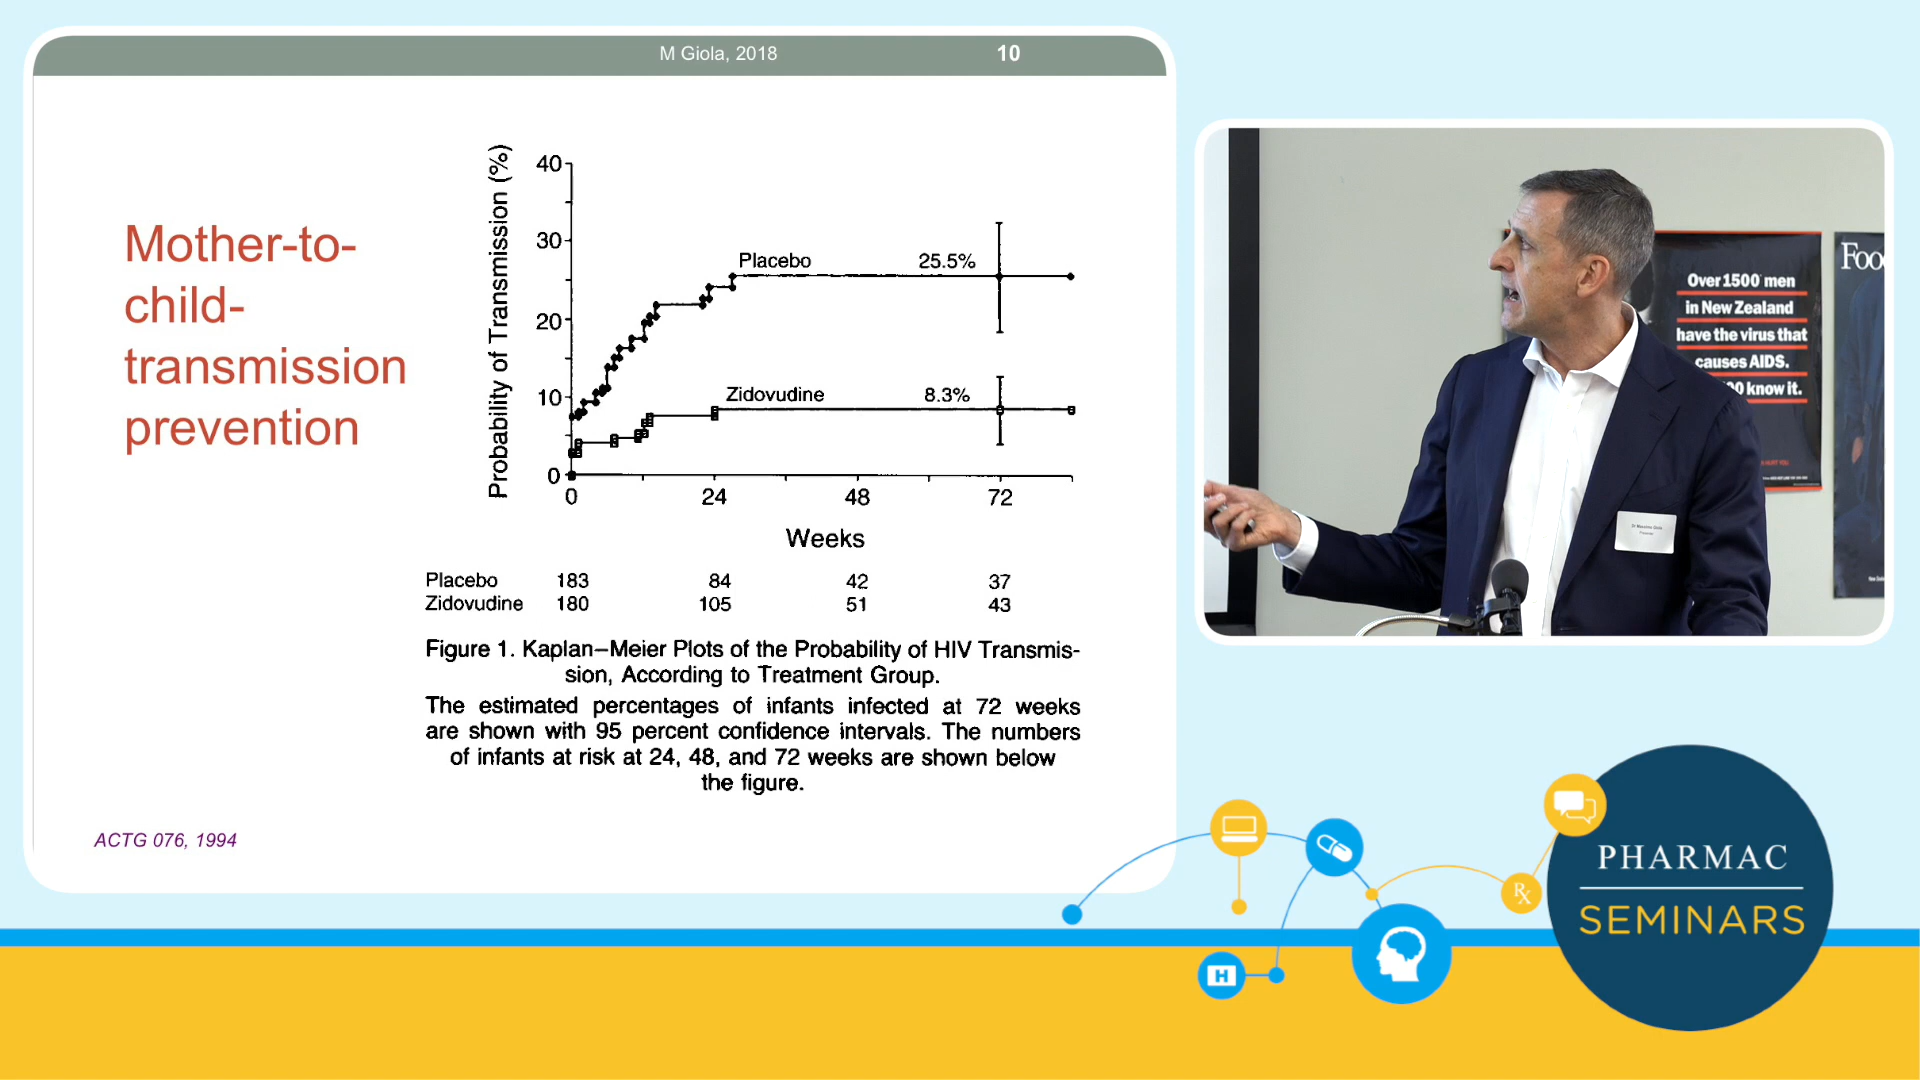 M Giola, 2018
10
Mother-to-
child-
transmission
prevention
Probability of Transmission (%)
40
30
20
10
0
Placebo 25.5%
Zidovudine 8.3%
0 24 48 72
Weeks
Placebo 183 84 42 37
Zidovudine 180 105 51 43
Figure 1. Kaplan–Meier Plots of the Probability of HIV Transmis-
sion, According to Treatment Group.
The estimated percentages of infants infected at 72 weeks
are shown with 95 percent confidence intervals. The numbers
of infants at risk at 24, 48, and 72 weeks are shown below
the figure.
ACTG 076, 1994
Over 1500 men
in New Zealand
have the virus that
causes AIDS.
know it.
Foo
H
Rx
PHARMAC
SEMINARS